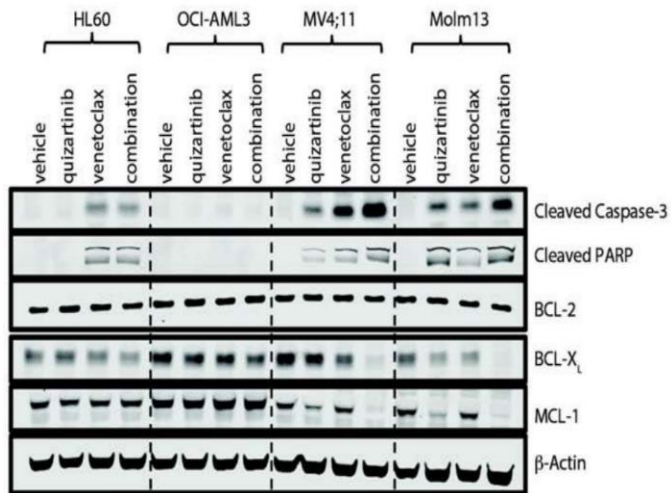 HL60 OCI-AML3 MV4;11 Molm13
vehicle quizartinib venetoclax combination vehicle quizartinib venetoclax combination vehicle quizartinib venetoclax combination vehicle quizartinib venetoclax combination
Cleaved Caspase-3
Cleaved PARP
BCL-2
BCL-XL
MCL-1
β-Actin